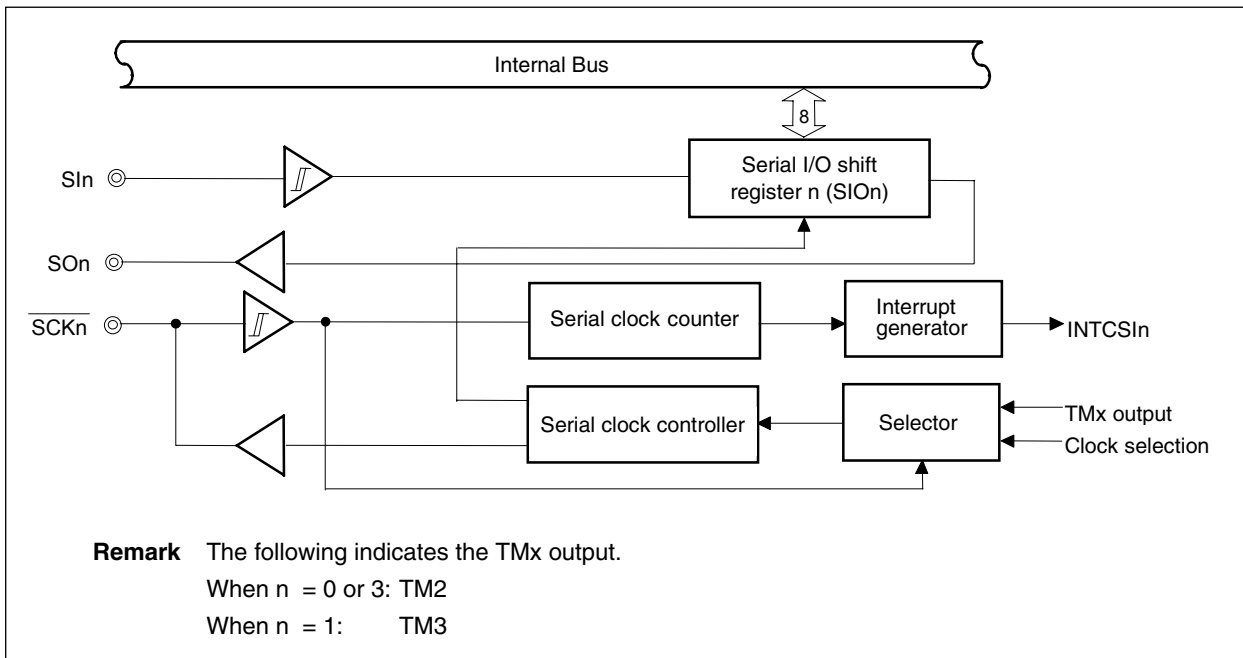 Internal Bus
8
SIn
Serial I/O shift
register n (SIOn)
SOn
SCKn
Serial clock counter
Interrupt
generator
INTCSIn
Serial clock controller
Selector
TMx output
Clock selection
Remark The following indicates the TMx output.
When n = 0 or 3: TM2
When n = 1: TM3